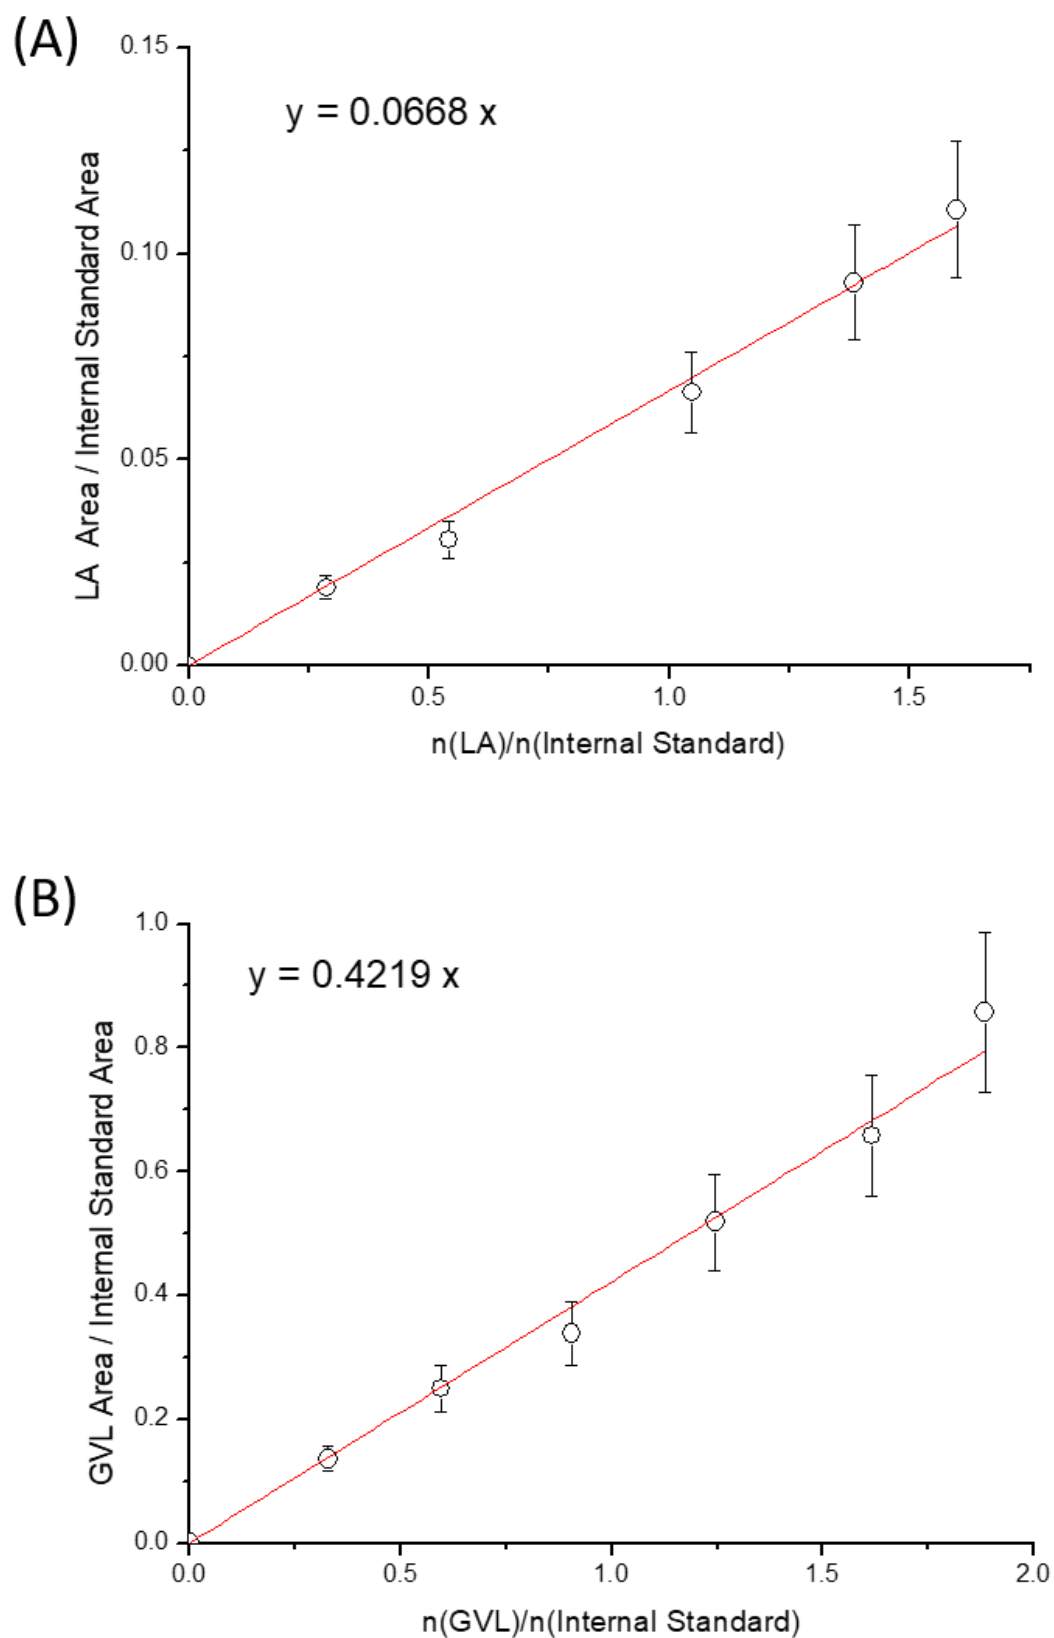 (A)
0.15
y = 0.0668 x
0.10
0.05
0.00
LA  Area / Internal Standard Area
0.0 0.5 1.0 1.5
n(LA)/n(Internal Standard)
(B)
1.0
y = 0.4219 x
0.8
0.6
0.4
0.2
0.0
GVL Area / Internal Standard Area
0.0 0.5 1.0 1.5 2.0
n(GVL)/n(Internal Standard)